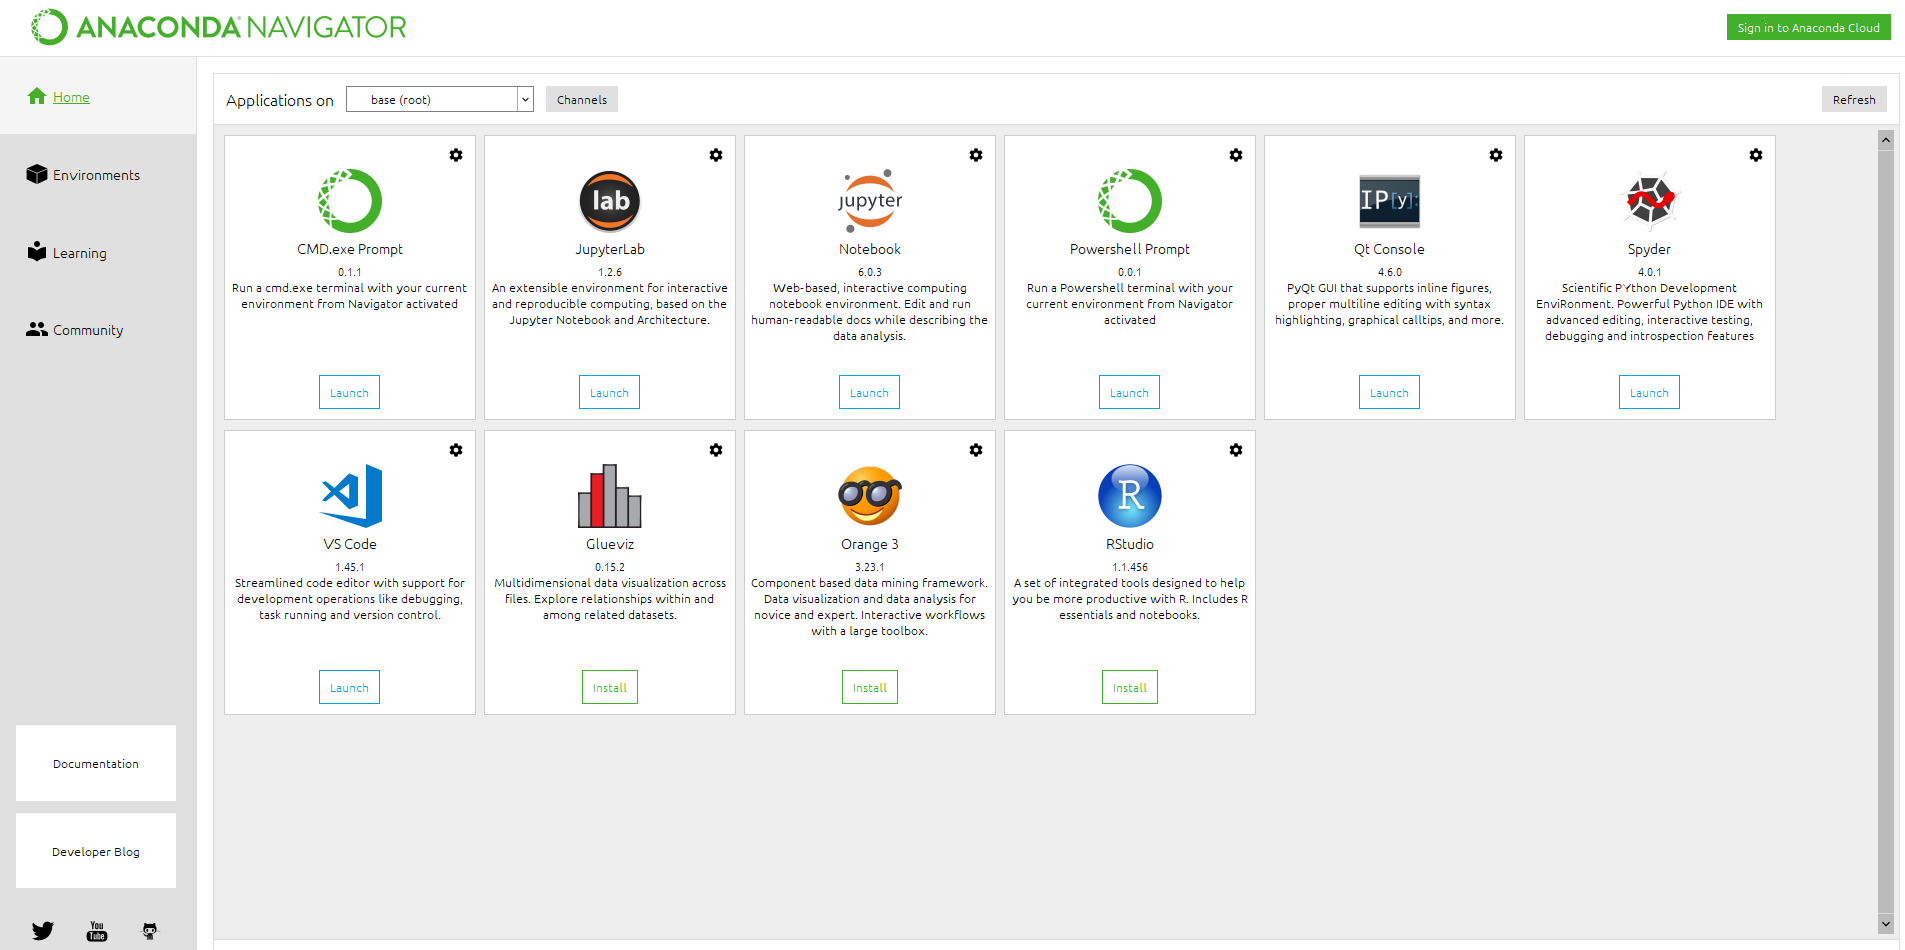 ANACONDA NAVIGATOR
Sign in to Anaconda Cloud
Home
Environments
Learning
Community
Documentation
Developer Blog
You
Tube
Applications on
base (root)
Channels
Refresh
CMD.exe Prompt
0.1.1
Run a cmd.exe terminal with your current
environment from Navigator activated
Launch
lab
JupyterLab
1.2.6
An extensible environment for interactive
and reproducible computing, based on the
Jupyter Notebook and Architecture.
Launch
jupyter
Notebook
6.0.3
Web-based, interactive computing
notebook environment. Edit and run
human-readable docs while describing the
data analysis.
Launch
Powershell Prompt
0.0.1
Run a Powershell terminal with your
current environment from Navigator
activated
Launch
IP[y]:
Qt Console
4.6.0
PyQt GUI that supports inline figures,
proper multiline editing with syntax
highlighting, graphical calltips, and more.
Launch
Spyder
4.0.1
Scientific PYthon Development
EnviRonment. Powerful Python IDE with
advanced editing, interactive testing,
debugging and introspection features
Launch
VS Code
1.45.1
Streamlined code editor with support for
development operations like debugging,
task running and version control.
Launch
Glueviz
0.15.2
Multidimensional data visualization across
files. Explore relationships within and
among related datasets.
Install
Orange 3
3.23.1
Component based data mining framework.
Data visualization and data analysis for
novice and expert. Interactive workflows
with a large toolbox.
Install
R
RStudio
1.1.456
A set of integrated tools designed to help
you be more productive with R. Includes R
essentials and notebooks.
Install